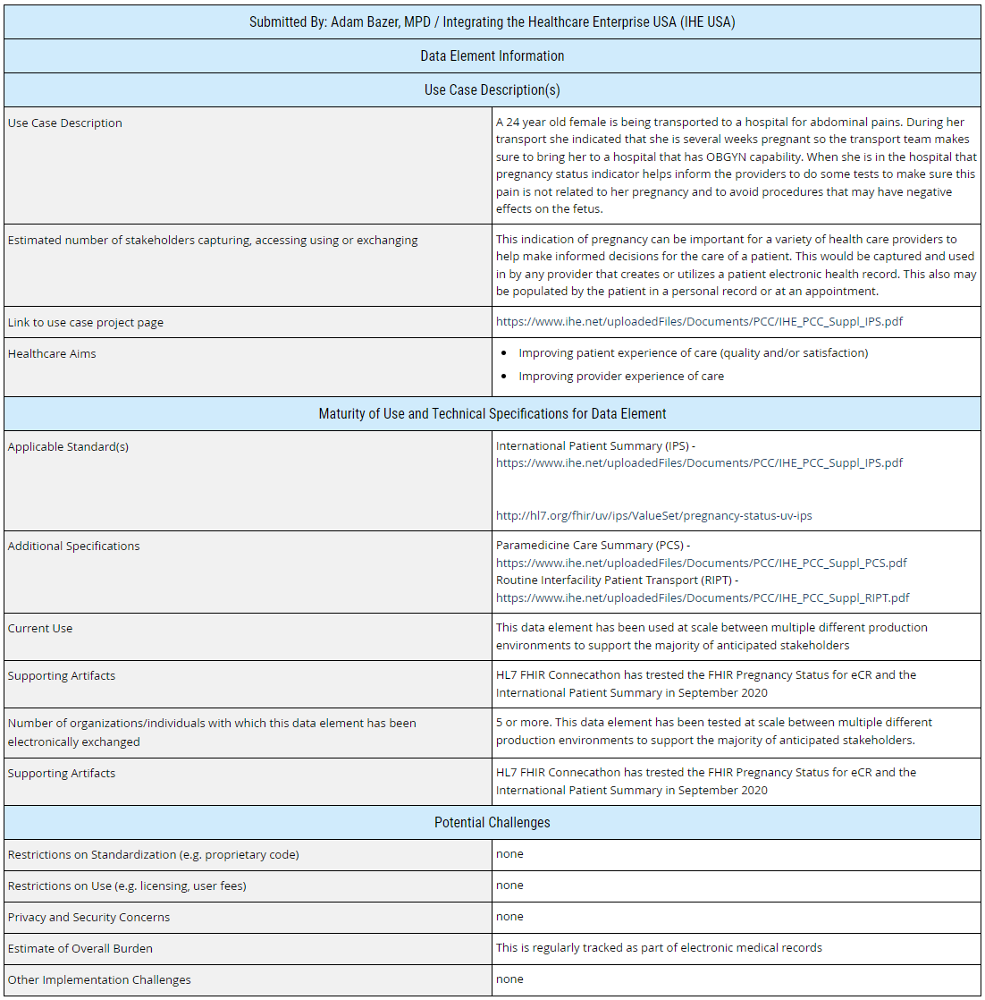 Submitted By: Adam Bazer, MPD / Integrating the Healthcare Enterprise USA (IHE USA)
Data Element Information
Use Case Description(s)
Use Case Description
A 24 year old female is being transported to a hospital for abdominal pains. During her
transport she indicated that she is several weeks pregnant so the transport team makes
sure to bring her to a hospital that has OBGYN capability. When she is in the hospital that
pregnancy status indicator helps inform the providers to do some tests to make sure this
pain is not related to her pregnancy and to avoid procedures that may have negative
effects on the fetus.
Estimated number of stakeholders capturing, accessing using or exchanging
This indication of pregnancy can be important for a variety of health care providers to
help make informed decisions for the care of a patient. This would be captured and used
in by any provider that creates or utilizes a patient electronic health record. This also may
be populated by the patient in a personal record or at an appointment.
Link to use case project page
https://www.ihe.net/uploadedFiles/Documents/PCC/IHE_PCC_Suppl_IPS.pdf
Healthcare Aims
• Improving patient experience of care (quality and/or satisfaction)
• Improving provider experience of care
Maturity of Use and Technical Specifications for Data Element
Applicable Standard(s)
International Patient Summary (IPS) -
https://www.ihe.net/uploadedFiles/Documents/PCC/IHE_PCC_Suppl_IPS.pdf
http://hl7.org/fhir/uv/ips/ValueSet/pregnancy-status-uv-ips
Additional Specifications
Paramedicine Care Summary (PCS) -
https://www.ihe.net/uploadedFiles/Documents/PCC/IHE_PCC_Suppl_PCS.pdf
Routine Interfacility Patient Transport (RIPT) -
https://www.ihe.net/uploadedFiles/Documents/PCC/IHE_PCC_Suppl_RIPT.pdf
Current Use
This data element has been used at scale between multiple different production
environments to support the majority of anticipated stakeholders
Supporting Artifacts
HL7 FHIR Connecathon has trested the FHIR Pregnancy Status for eCR and the
International Patient Summary in September 2020
Number of organizations/individuals with which this data element has been
electronically exchanged
5 or more. This data element has been tested at scale between multiple different
production environments to support the majority of anticipated stakeholders.
Supporting Artifacts
HL7 FHIR Connecathon has trested the FHIR Pregnancy Status for eCR and the
International Patient Summary in September 2020
Potential Challenges
Restrictions on Standardization (e.g. proprietary code)
none
Restrictions on Use (e.g. licensing, user fees)
none
Privacy and Security Concerns
none
Estimate of Overall Burden
This is regularly tracked as part of electronic medical records
Other Implementation Challenges
none